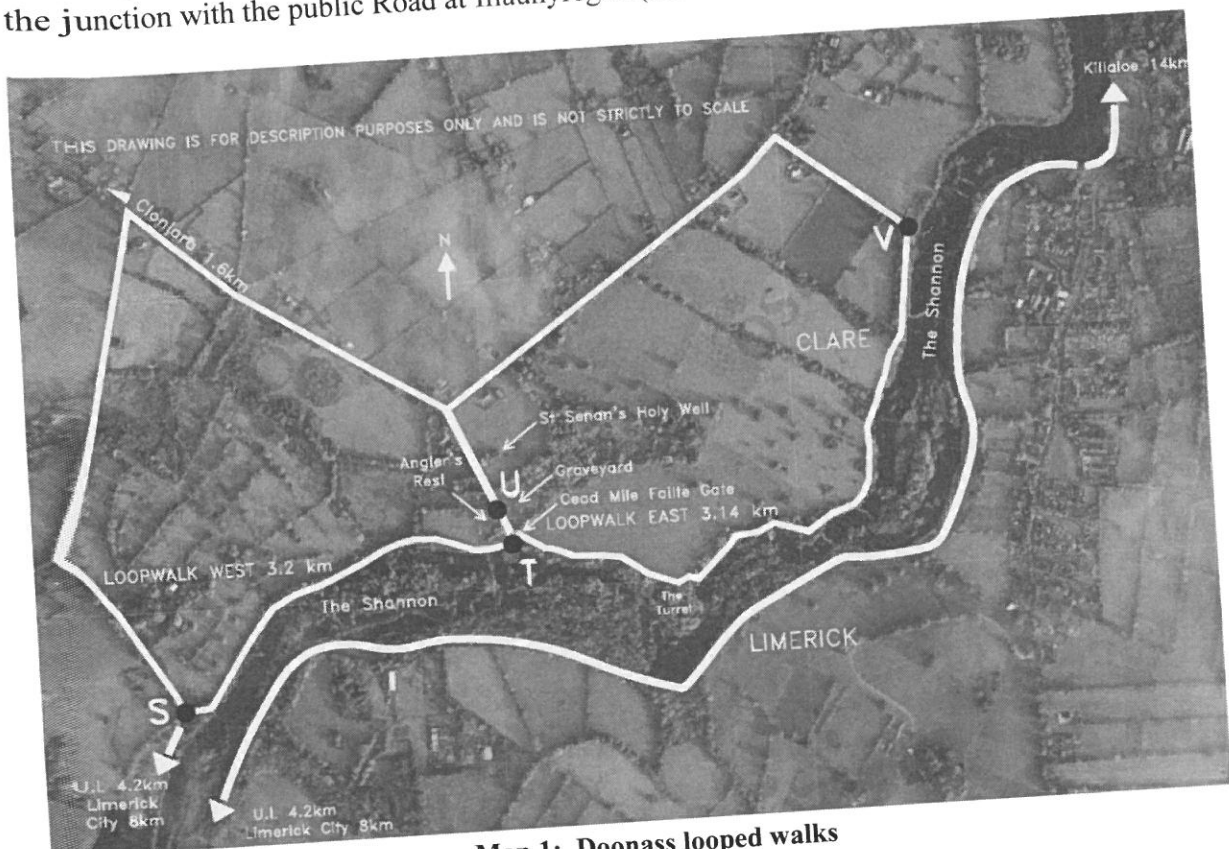 the junction with the public Road at
THIS DRAWING IS FOR DESCRIPTION PURPOSES ONLY AND IS NOT STRICTLY TO SCALE
Killaloe 14km
Clonlara 1.6km
N
V
The Shannon
CLARE
St Senan's Holy Well
Angler's
Rest
U
Graveyard
Cead Mile Failte Gate
LOOPWALK EAST 3.14 km
T
LOOPWALK WEST 3.2 km
The Shannon
The
Turret
LIMERICK
S
U.L 4.2km
Limerick
City 8km
U.L 4.2km
Limerick City 8km
Map 1: Doonass looped walks